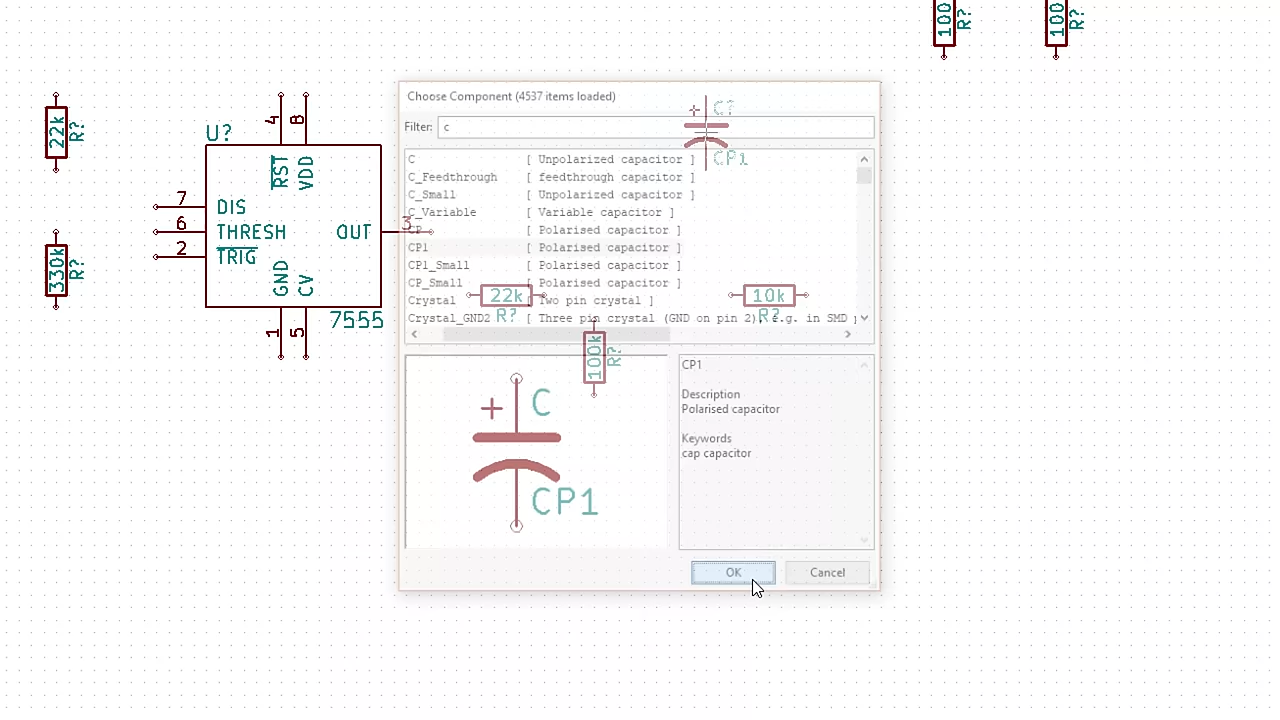 100
R?
100
R?
22k
R?
330k
R?
U?
4
8
RST
VDD
7
DIS
6
THRESH
OUT
3
2
TRIG
GND
CV
7555
1
5
Choose Component (4537 items loaded)
Filter: c
C?
CP1
C [ Unpolarized capacitor ]
C_Feedthrough [ feedthrough capacitor ]
C_Small [ Unpolarized capacitor ]
C_Variable [ Variable capacitor ]
CP [ Polarised capacitor ]
CP1 [ Polarised capacitor ]
CP1_Small [ Polarised capacitor ]
CP_Small [ Polarised capacitor ]
Crystal [ Two pin crystal ]
Crystal_GND2 [ Three pin crystal (GND on pin 2), e.g. in SMD
22k
R?
10k
R?
100k
R?
+ C
CP1
CP1
Description
Polarised capacitor
Keywords
cap capacitor
OK
Cancel